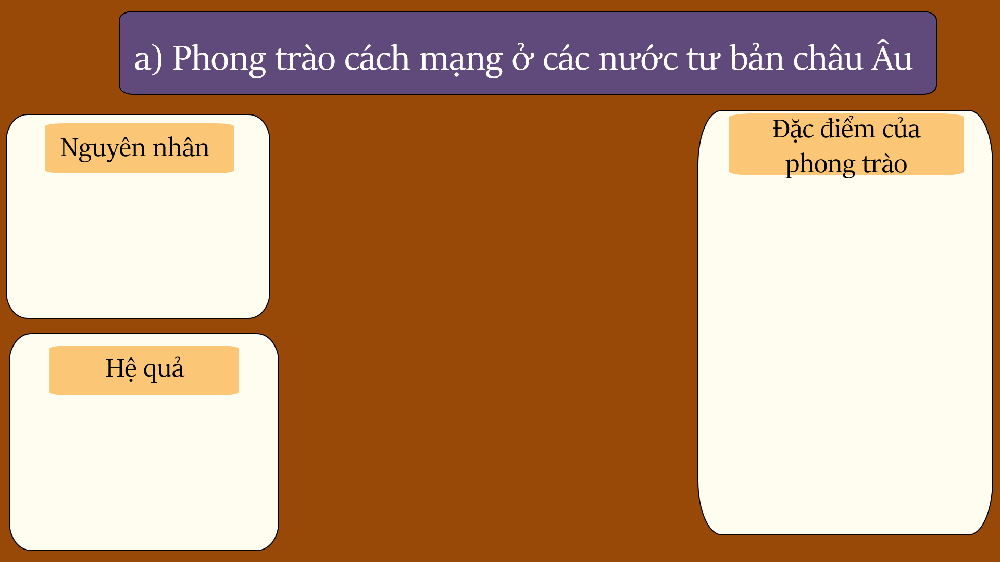 a) Phong trào cách mạng ở các nước tư bản châu Âu
Nguyên nhân
Hệ quả
Đặc điểm của
phong trào